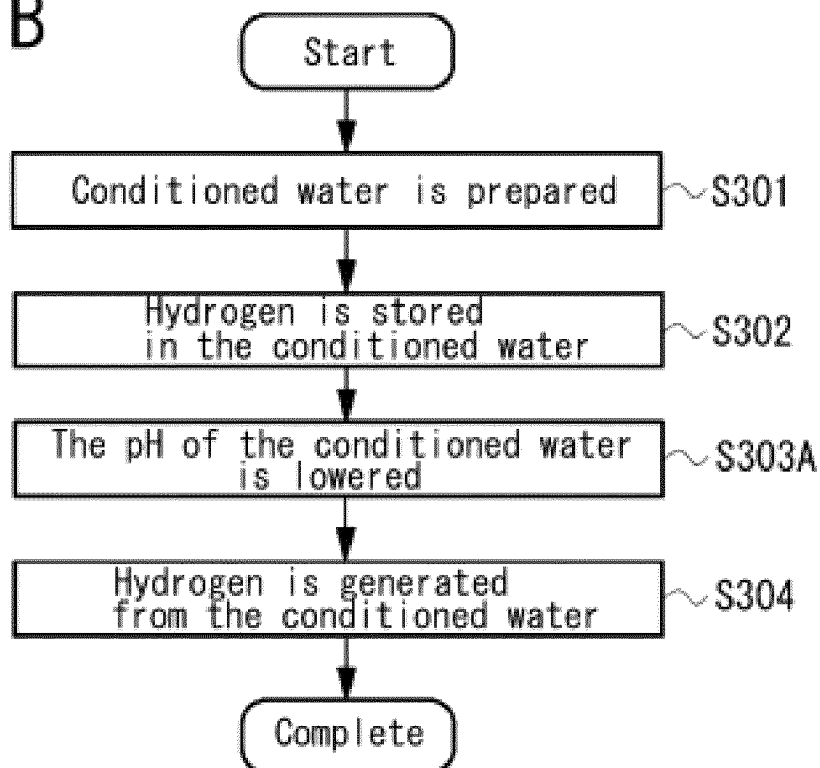 B
Start
Conditioned water is prepared
S301
Hydrogen is stored
in the conditioned water
S302
The pH of the conditioned water
is lowered
S303A
Hydrogen is generated
from the conditioned water
S304
Complete